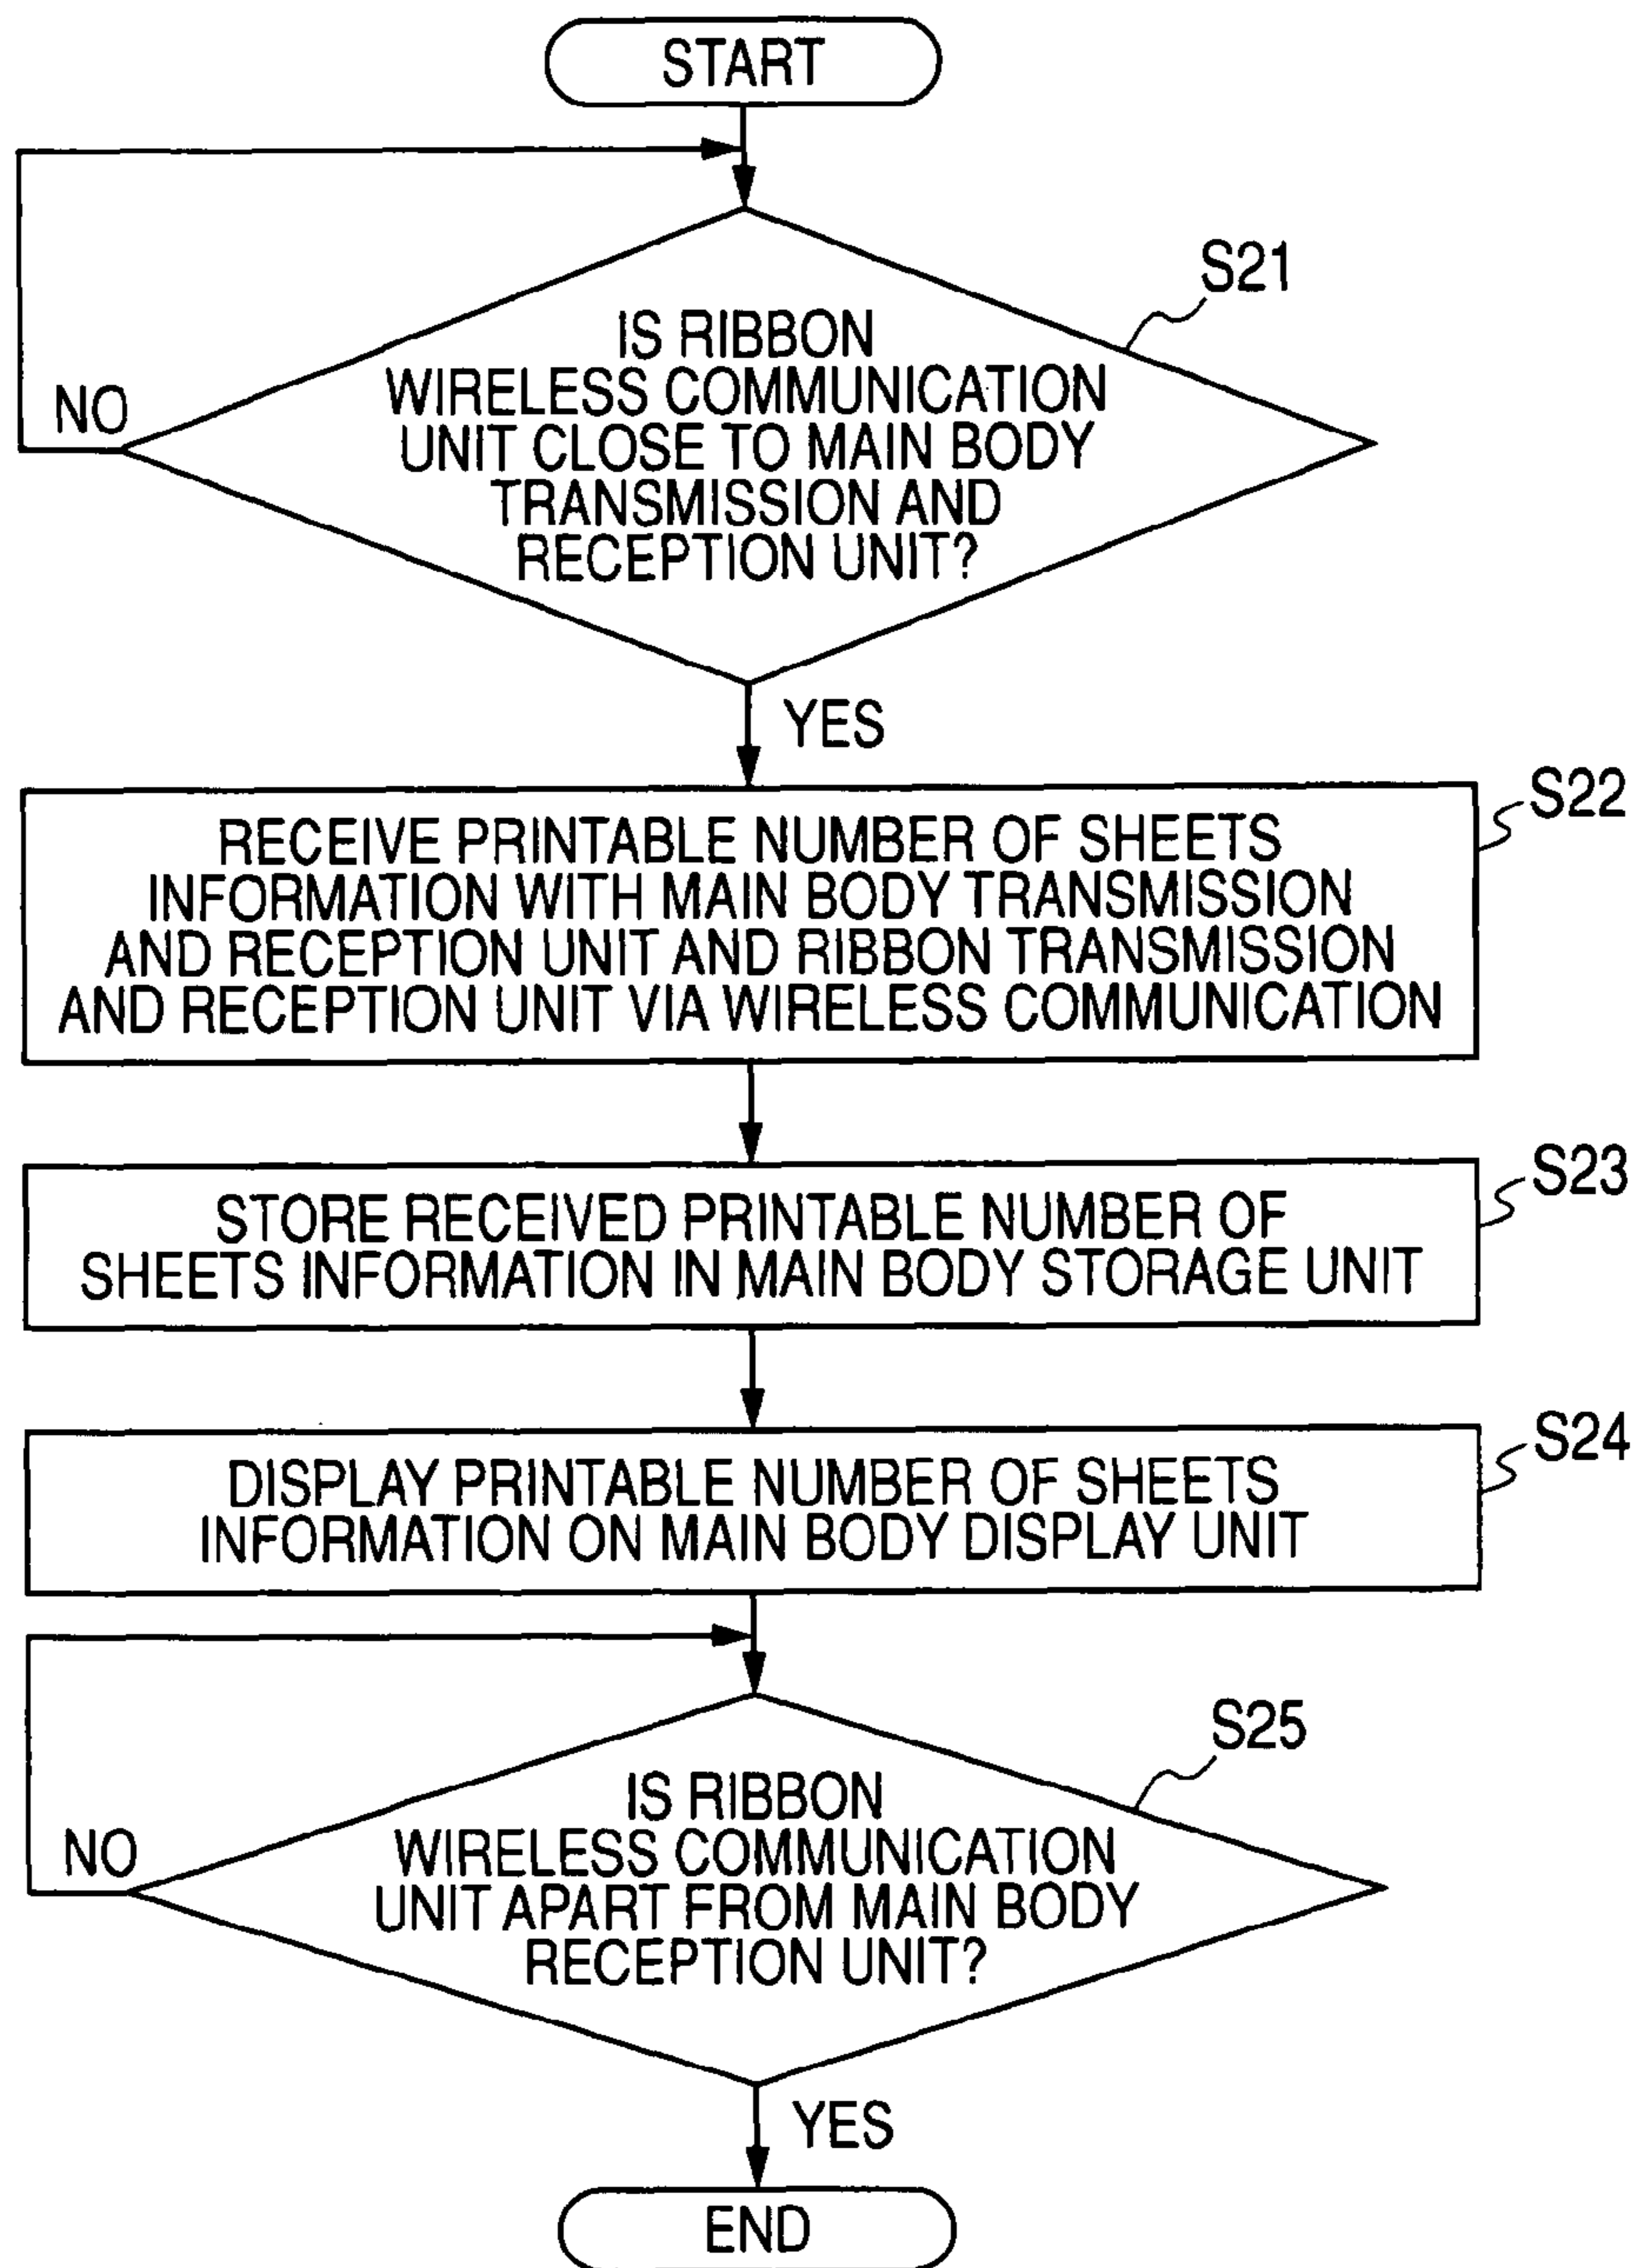 START
S21
IS RIBBON
WIRELESS COMMUNICATION
UNIT CLOSE TO MAIN BODY
TRANSMISSION AND
RECEPTION UNIT?
NO
YES
S22
RECEIVE PRINTABLE NUMBER OF SHEETS
INFORMATION WITH MAIN BODY TRANSMISSION
AND RECEPTION UNIT AND RIBBON TRANSMISSION
AND RECEPTION UNIT VIA WIRELESS COMMUNICATION
S23
STORE RECEIVED PRINTABLE NUMBER OF
SHEETS INFORMATION IN MAIN BODY STORAGE UNIT
S24
DISPLAY PRINTABLE NUMBER OF SHEETS
INFORMATION ON MAIN BODY DISPLAY UNIT
S25
IS RIBBON
WIRELESS COMMUNICATION
UNIT APART FROM MAIN BODY
RECEPTION UNIT?
NO
YES
END